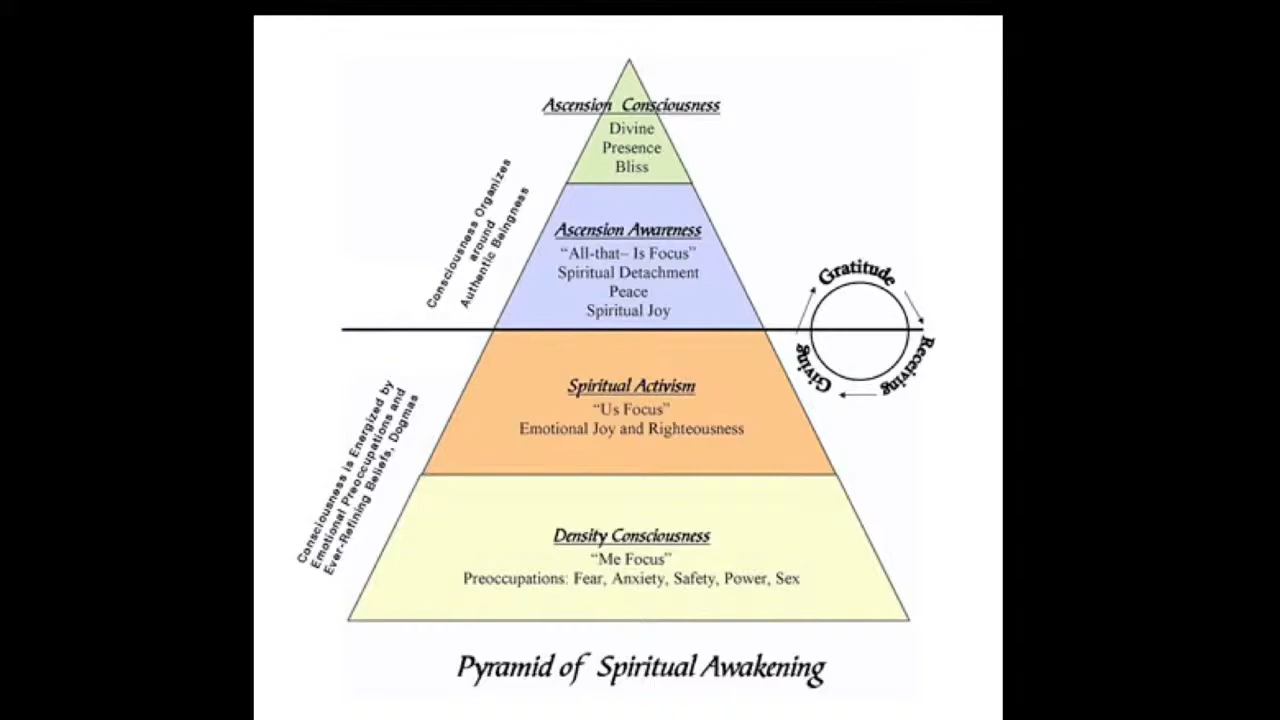 Ascension Consciousness
Divine
Presence
Bliss
Consciousness Organizes
around
Authentic Beingness
Ascension Awareness
“All-that– Is Focus”
Spiritual Detachment
Peace
Spiritual Joy
Gratitude
Receiving
Giving
Spiritual Activism
“Us Focus”
Emotional Joy and Righteousness
Consciousness is Energized by
Emotional Preoccupations and
Ever-Refining Beliefs, Dogmas
Density Consciousness
“Me Focus”
Preoccupations: Fear, Anxiety, Safety, Power, Sex
Pyramid of Spiritual Awakening